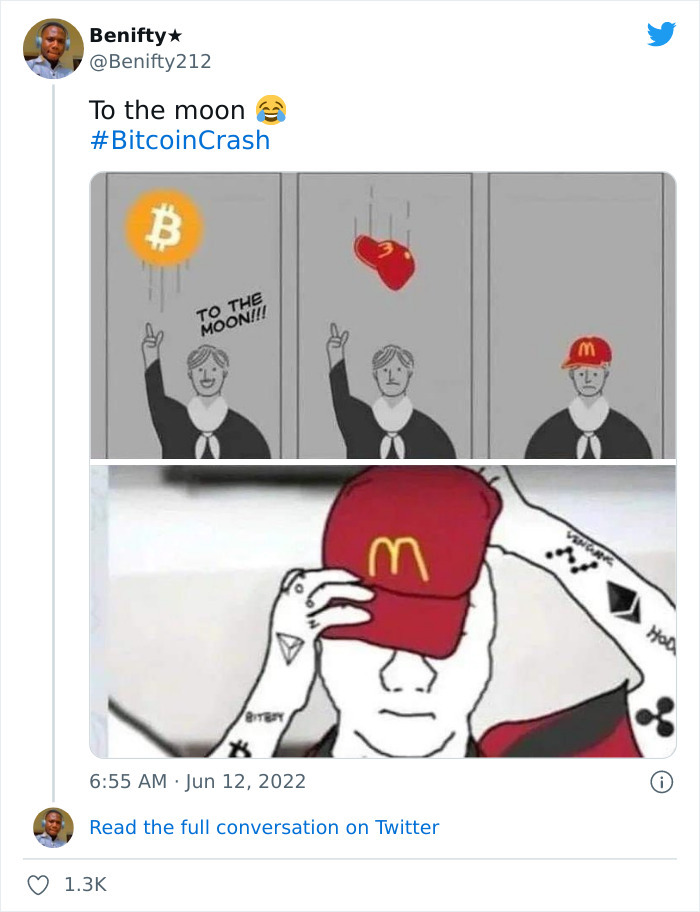 Benifty★
@Benifty212
To the moon 😂
#BitcoinCrash
TO THE
MOON!!!
BITBOY
6:55 AM · Jun 12, 2022
Read the full conversation on Twitter
1.3K